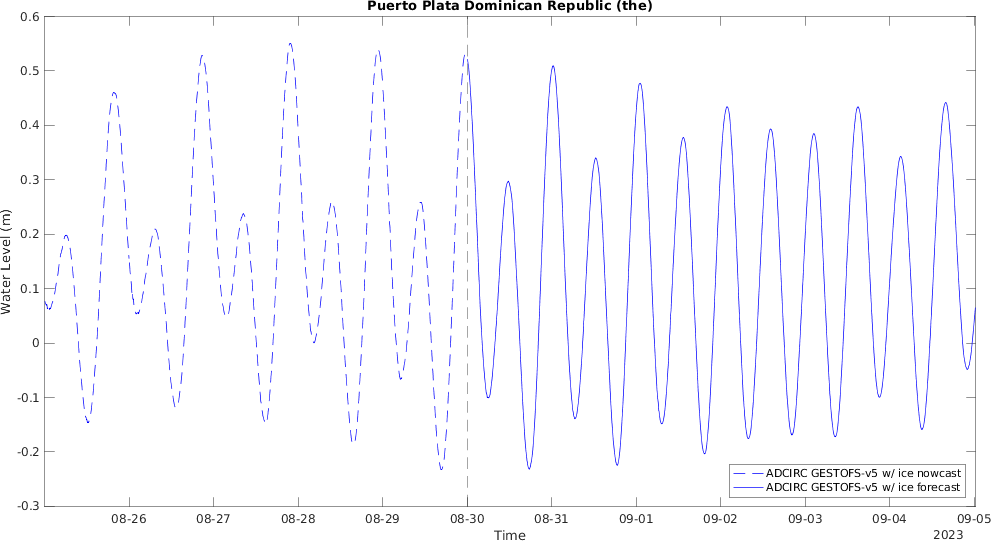 Puerto Plata Dominican Republic (the)
0.6
0.5
0.4
0.3
0.2
0.1
0
-0.1
-0.2
-0.3
Water Level (m)
ADCIRC GESTOFS-v5 w/ ice nowcast
ADCIRC GESTOFS-v5 w/ ice forecast
08-26 08-27 08-28 08-29 08-30 08-31 09-01 09-02 09-03 09-04 09-05
Time
2023